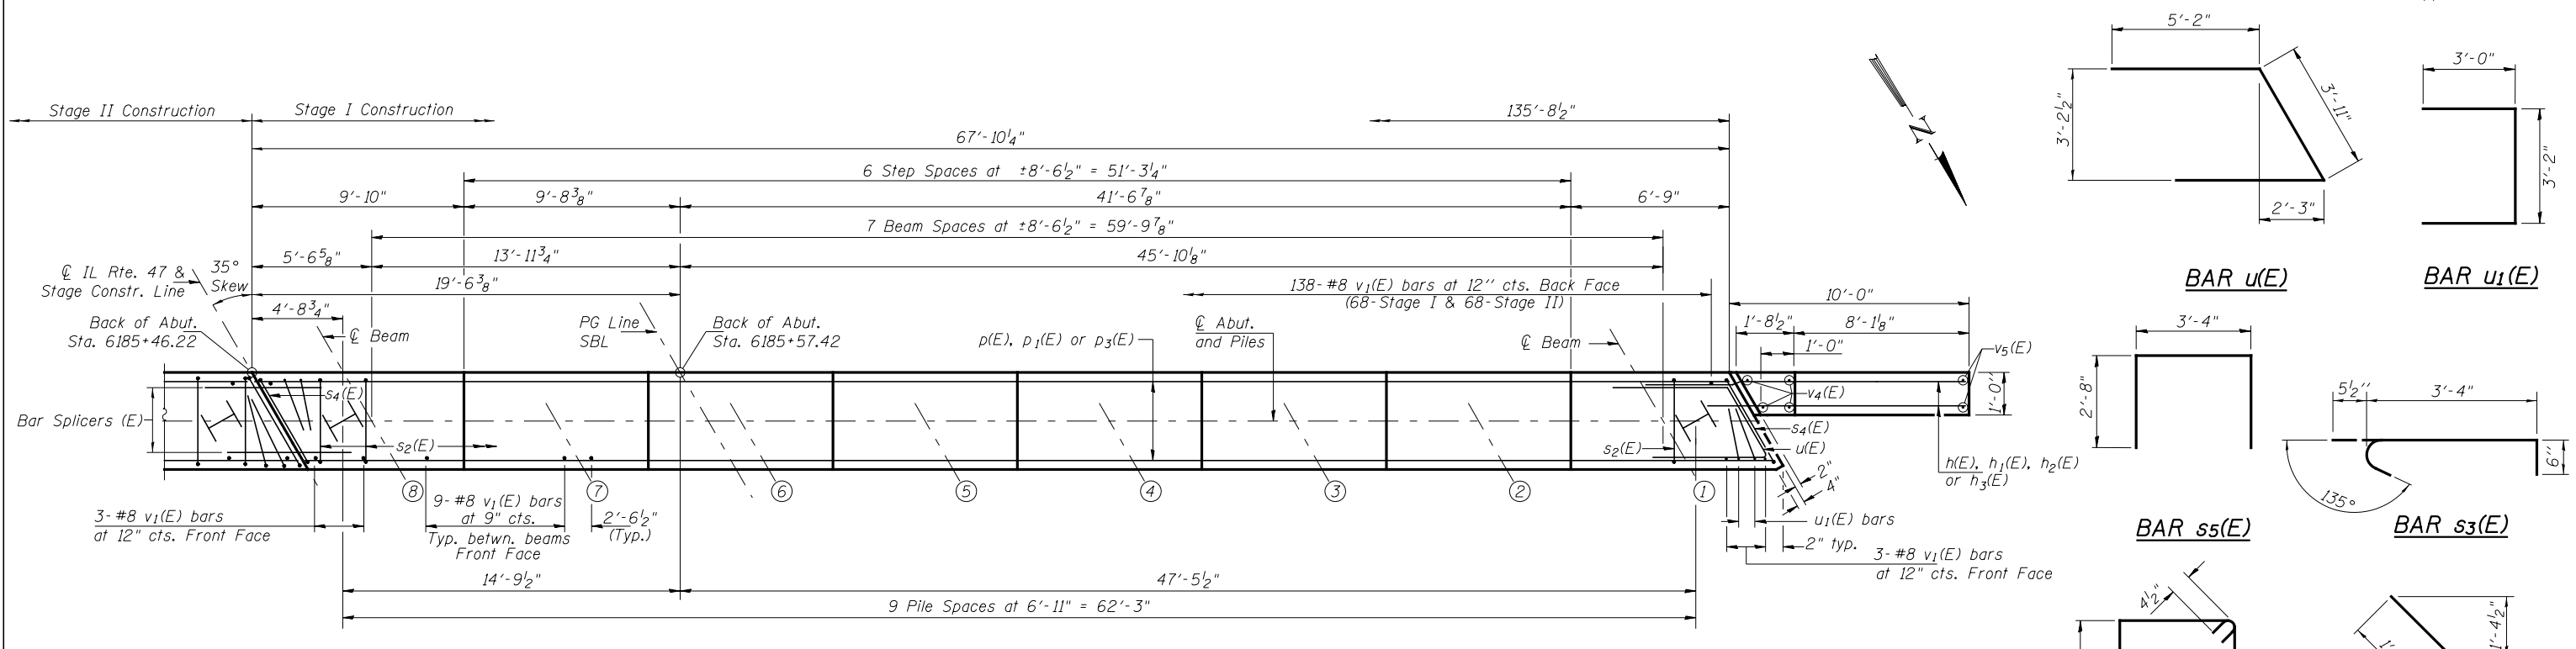 Stage II Construction
Stage I Construction
135'-8½"
67'-10¼"
6 Step Spaces at ±8'-6½" = 51'-3¼"
9'-10"
9'-8⅜"
41'-6⅞"
6'-9"
7 Beam Spaces at ±8'-6½" = 59'-9⅞"
5'-6⅝"
13'-11¾"
45'-10⅛"
℄ IL Rte. 47 &
Stage Constr. Line
35°
Skew
19'-6⅜"
138-#8 v1(E) bars at 12" cts. Back Face
(68-Stage I & 68-Stage II)
10'-0"
4'-8¾"
1'-8½"
8'-1⅛"
Back of Abut.
Sta. 6185+46.22
℄ Beam
PG Line
SBL
Back of Abut.
Sta. 6185+57.42
p(E), p1(E) or p3(E)
℄ Abut.
and Piles
℄ Beam
1'-0"
v5(E)
s4(E)
v4(E)
1'-0"
Bar Splicers (E)
s2(E)
s2(E)
s4(E)
u(E)
2"
4"
h(E), h1(E), h2(E)
or h3(E)
8
7
6
5
4
3
2
1
3-#8 v1(E) bars
at 12" cts. Front Face
9-#8 v1(E) bars
at 9" cts.
Typ. betwn. beams
Front Face
2'-6½"
(Typ.)
u1(E) bars
2" typ.
3-#8 v1(E) bars
at 12" cts. Front Face
14'-9½"
47'-5½"
9 Pile Spaces at 6'-11" = 62'-3"
N
5'-2"
3'-2½"
3'-11"
2'-3"
BAR u(E)
3'-0"
3'-2"
BAR u1(E)
3'-4"
2'-8"
BAR s5(E)
5½"
3'-4"
6"
135°
BAR s3(E)
4½"
1'-4½"